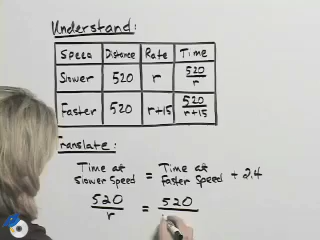 Understand:
Speed Distance Rate Time
Slower 520 r 520/r
Faster 520 r+15 520/r+15
Translate:
Time at Slower Speed = Time at Faster Speed + 2.4
520/r = 520/